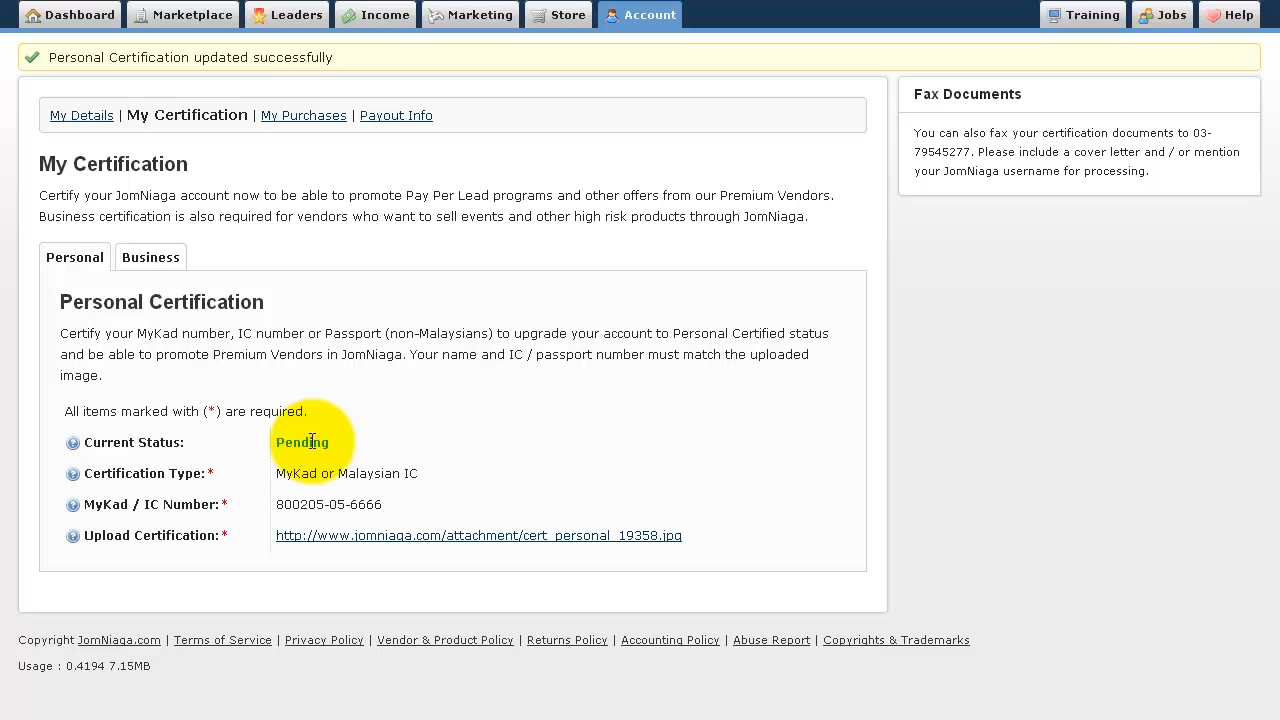 Dashboard Marketplace Leaders Income Marketing Store Account Training Jobs Help
Personal Certification updated successfully
My Details | My Certification | My Purchases | Payout Info
My Certification
Certify your JomNiaga account now to be able to promote Pay Per Lead programs and other offers from our Premium Vendors.
Business certification is also required for vendors who want to sell events and other high risk products through JomNiaga.
Personal Business
Personal Certification
Certify your MyKad number, IC number or Passport (non-Malaysians) to upgrade your account to Personal Certified status
and be able to promote Premium Vendors in JomNiaga. Your name and IC / passport number must match the uploaded
image.
All items marked with (*) are required.
Current Status: Pending
Certification Type:* MyKad or Malaysian IC
MyKad / IC Number:* 800205-05-6666
Upload Certification:* http://www.jomniaga.com/attachment/cert_personal_19358.jpg
Fax Documents
You can also fax your certification documents to 03-
79545277. Please include a cover letter and / or mention
your JomNiaga username for processing.
Copyright JomNiaga.com | Terms of Service | Privacy Policy | Vendor & Product Policy | Returns Policy | Accounting Policy | Abuse Report | Copyrights & Trademarks
Usage : 0.4194 7.15MB